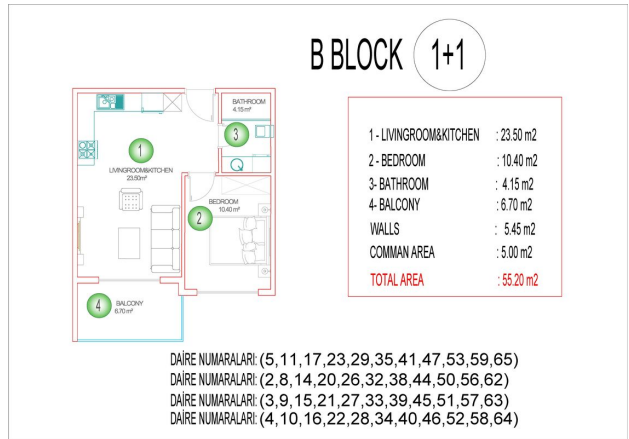 B BLOCK 1+1
BATHROOM
4.15 m²
3
1
LIVINGROOM&KITCHEN
23.50m²
2
BEDROOM
10.40 m²
4
BALCONY
6.70 m²
1 - LIVINGROOM&KITCHEN : 23.50 m2
2 - BEDROOM : 10.40 m2
3- BATHROOM : 4.15 m2
4- BALCONY : 6.70 m2
WALLS : 5.45 m2
COMMAN AREA : 5.00 m2
TOTAL AREA : 55.20 m2
DAİRE NUMARALARI: (5,11,17,23,29,35,41,47,53,59,65)
DAİRE NUMARALARI: (2,8,14,20,26,32,38,44,50,56,62)
DAİRE NUMARALARI: (3,9,15,21,27,33,39,45,51,57,63)
DAİRE NUMARALARI: (4,10,16,22,28,34,40,46,52,58,64)